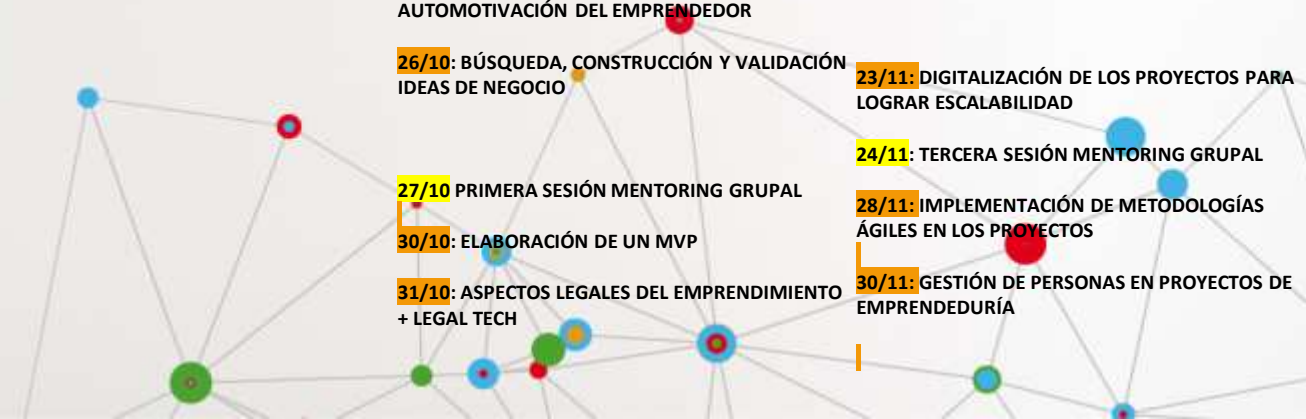 AUTOMOTIVACIÓN DEL EMPRENDEDOR
26/10: BÚSQUEDA, CONSTRUCCIÓN Y VALIDACIÓN
IDEAS DE NEGOCIO
27/10 PRIMERA SESIÓN MENTORING GRUPAL
30/10: ELABORACIÓN DE UN MVP
31/10: ASPECTOS LEGALES DEL EMPRENDIMIENTO
+ LEGAL TECH
23/11: DIGITALIZACIÓN DE LOS PROYECTOS PARA
LOGRAR ESCALABILIDAD
24/11: TERCERA SESIÓN MENTORING GRUPAL
28/11: IMPLEMENTACIÓN DE METODOLOGÍAS
ÁGILES EN LOS PROYECTOS
30/11: GESTIÓN DE PERSONAS EN PROYECTOS DE
EMPRENDEDURÍA